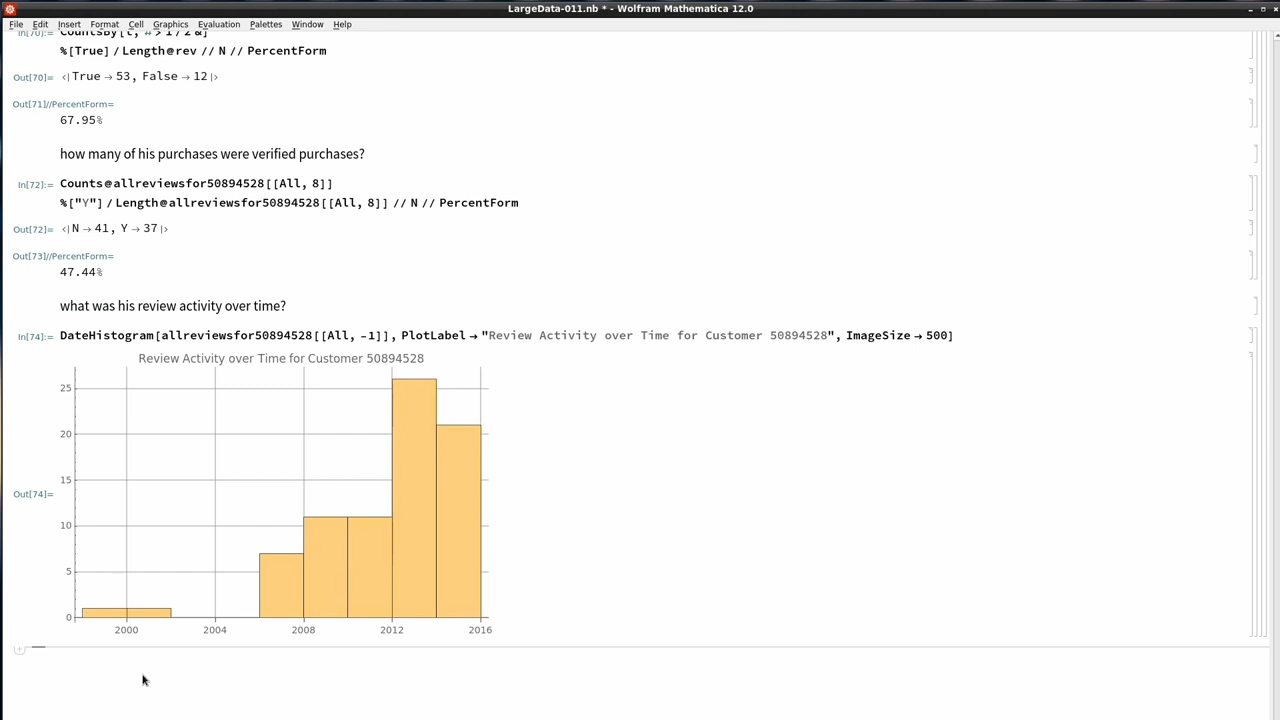 LargeData-011.nb * - Wolfram Mathematica 12.0
File Edit Insert Format Cell Graphics Evaluation Palettes Window Help
In[70]:= CountsBy[t, # > 1 / 2 &]
%[True] / Length@rev // N // PercentForm
Out[70]= <| True → 53, False → 12 |>
Out[71]//PercentForm=
67.95%
how many of his purchases were verified purchases?
In[72]:= Counts@allreviewsfor50894528[[All, 8]]
%["Y"] / Length@allreviewsfor50894528[[All, 8]] // N // PercentForm
Out[72]= <| N → 41, Y → 37 |>
Out[73]//PercentForm=
47.44%
what was his review activity over time?
In[74]:= DateHistogram[allreviewsfor50894528[[All, -1]], PlotLabel → "Review Activity over Time for Customer 50894528", ImageSize → 500]
Review Activity over Time for Customer 50894528
25
20
15
Out[74]=
10
5
0
2000 2004 2008 2012 2016